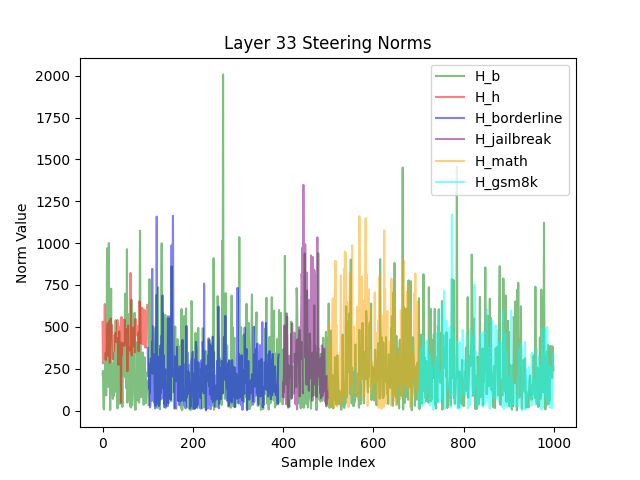 Layer 33 Steering Norms
2000
1750
1500
1250
1000
750
500
250
0
Norm Value
0
200
400
600
800
1000
Sample Index
H_b
H_h
H_borderline
H_jailbreak
H_math
H_gsm8k